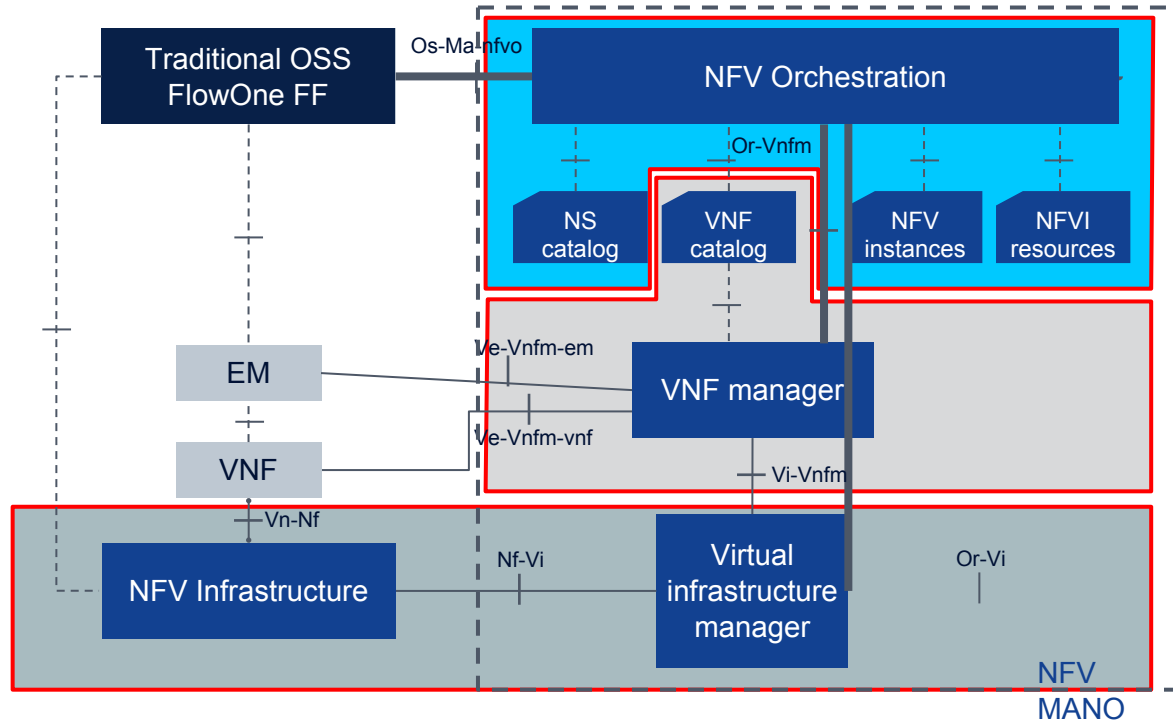 Traditional OSS
FlowOne FF
Os-Ma-nfvo
NFV Orchestration
Or-Vnfm
NS
catalog
VNF
catalog
NFV
instances
NFVI
resources
EM
Ve-Vnfm-em
VNF manager
Ve-Vnfm-vnf
VNF
Vi-Vnfm
Vn-Nf
NFV Infrastructure
Nf-Vi
Virtual
infrastructure
manager
Or-Vi
NFV
MANO